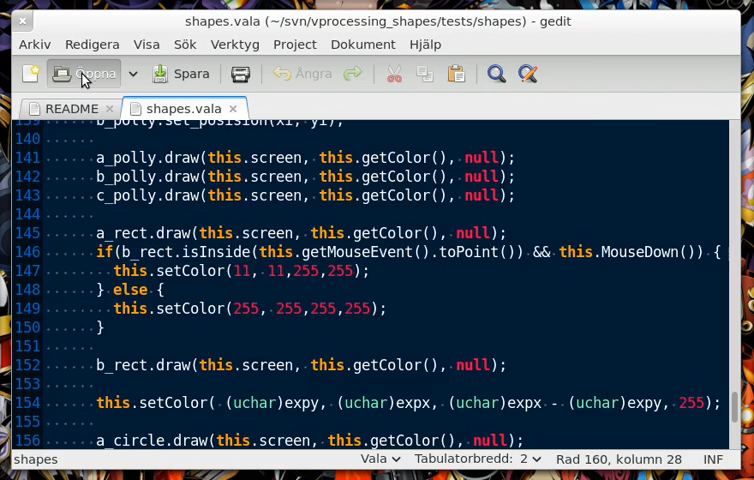 shapes.vala (~/svn/vprocessing_shapes/tests/shapes) - gedit
Arkiv Redigera Visa Sök Verktyg Project Dokument Hjälp
Öppna Spara Ångra
README shapes.vala
139 b_polly.set_posision(x1, y1);
140
141 a_polly.draw(this.screen, this.getColor(), null);
142 b_polly.draw(this.screen, this.getColor(), null);
143 c_polly.draw(this.screen, this.getColor(), null);
144
145 a_rect.draw(this.screen, this.getColor(), null);
146 if(b_rect.isInside(this.getMouseEvent().toPoint()) && this.MouseDown()) {
147 this.setColor(11, 11,255,255);
148 } else {
149 this.setColor(255, 255,255,255);
150 }
151
152 b_rect.draw(this.screen, this.getColor(), null);
153
154 this.setColor( (uchar)expy, (uchar)expx, (uchar)expx - (uchar)expy, 255);
155
156 a_circle.draw(this.screen, this.getColor(), null);
shapes Vala Tabulatorbredd: 2 Rad 160, kolumn 28 INF